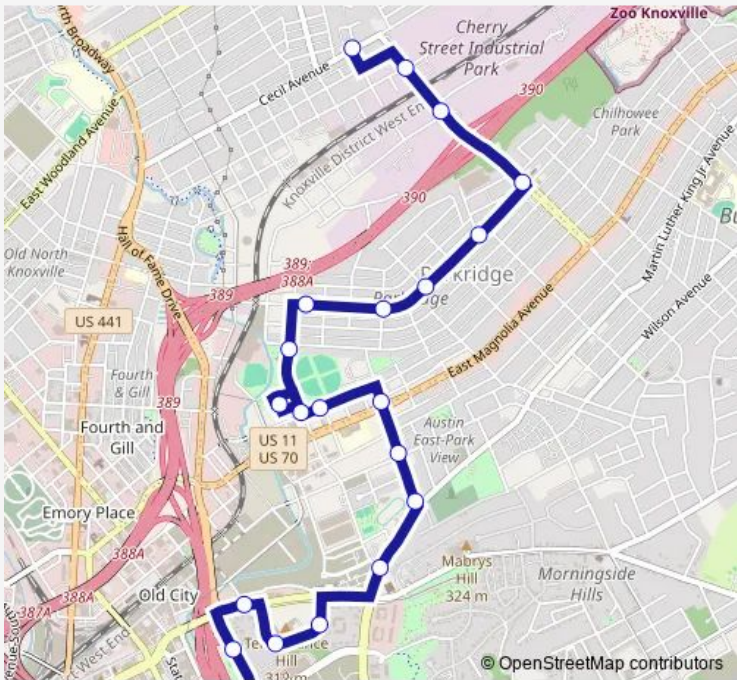 Zoo Knoxville
North Broadway
Cherry
Street Industrial
Park
Cecil Avenue
390
Chilhowee
Park
East Woodland Avenue
Knoxville District West En
390
Martin Luther King Jr Avenue
Old North
Knoxville
Hall of Fame Drive
389;
388A
389
Parkridge
Wilson Avenue
US 441
East Magnolia Avenue
Fourth
& Gill
389
Fourth and
Gill
US 11
US 70
Austin
East-Park
View
Emory Place
388A
Mabrys
Hill
324 m
Morningside
Hills
Old City
387A
388A
Hill
© OpenStreetMap contributors